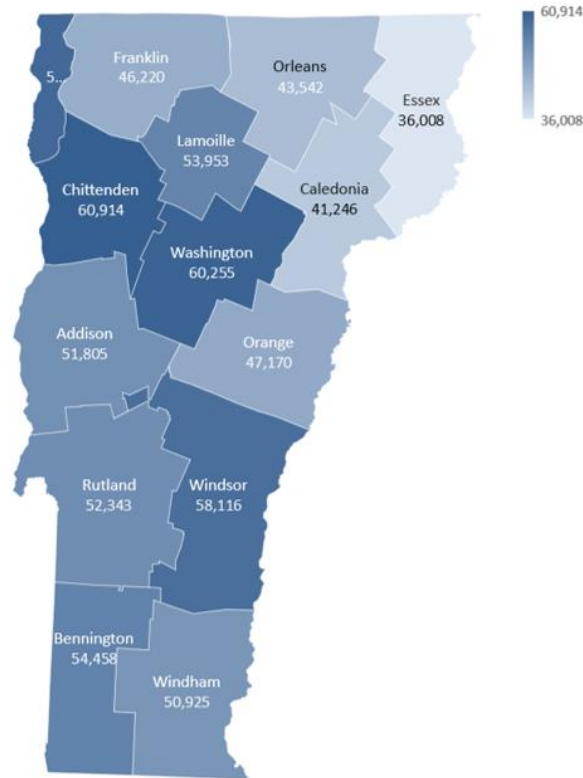 60,914
36,008
Franklin
46,220
Orleans
43,542
Essex
36,008
5...
Lamoille
53,953
Chittenden
60,914
Caledonia
41,246
Washington
60,255
Addison
51,805
Orange
47,170
Rutland
52,343
Windsor
58,116
Bennington
54,458
Windham
50,925